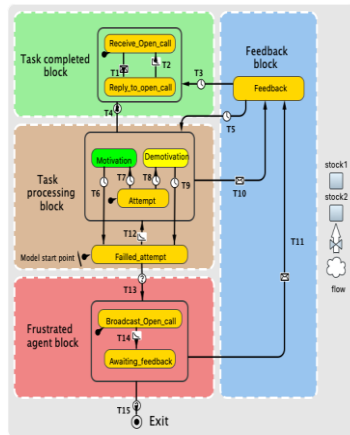 Receive_Open_call
Task completed
block
T1
T2
Reply_to_open_call
T3
T4
Feedback
block
Feedback
T5
Task
processing
block
Motivation
Demotivation
T6
T7
T8
T9
Attempt
T10
T11
T12
Model start point
Failled_attempt
T13
Frustrated
agent block
Broadcast_Open_call
T14
Awaiting_feedback
T15
Exit
stock1
stock2
flow